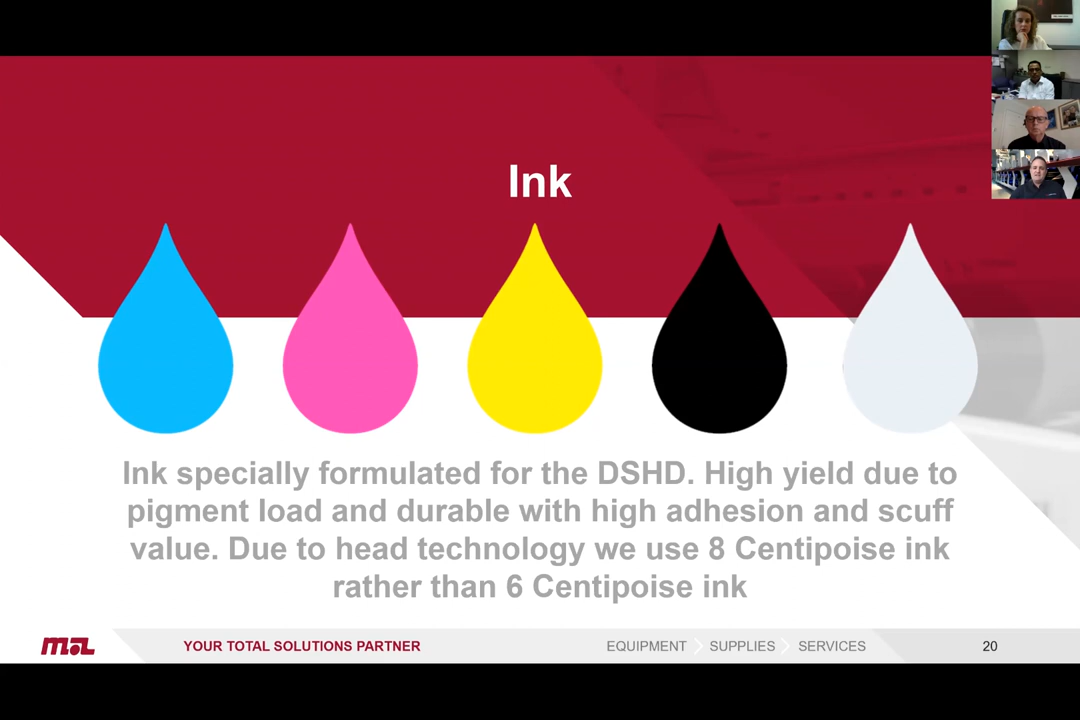 Ink
Ink specially formulated for the DSHD. High yield due to
pigment load and durable with high adhesion and scuff
value. Due to head technology we use 8 Centipoise ink
rather than 6 Centipoise ink
YOUR TOTAL SOLUTIONS PARTNER
EQUIPMENT SUPPLIES SERVICES
20